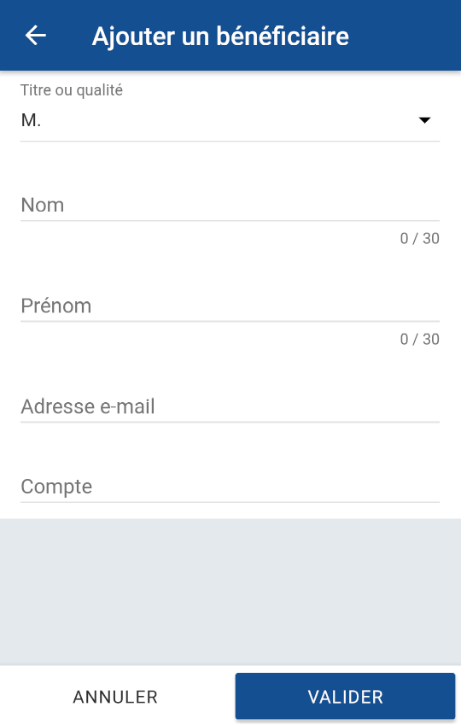 Ajouter un bénéficiaire
Titre ou qualité
M.
Nom
0 / 30
Prénom
0 / 30
Adresse e-mail
Compte
ANNULER
VALIDER